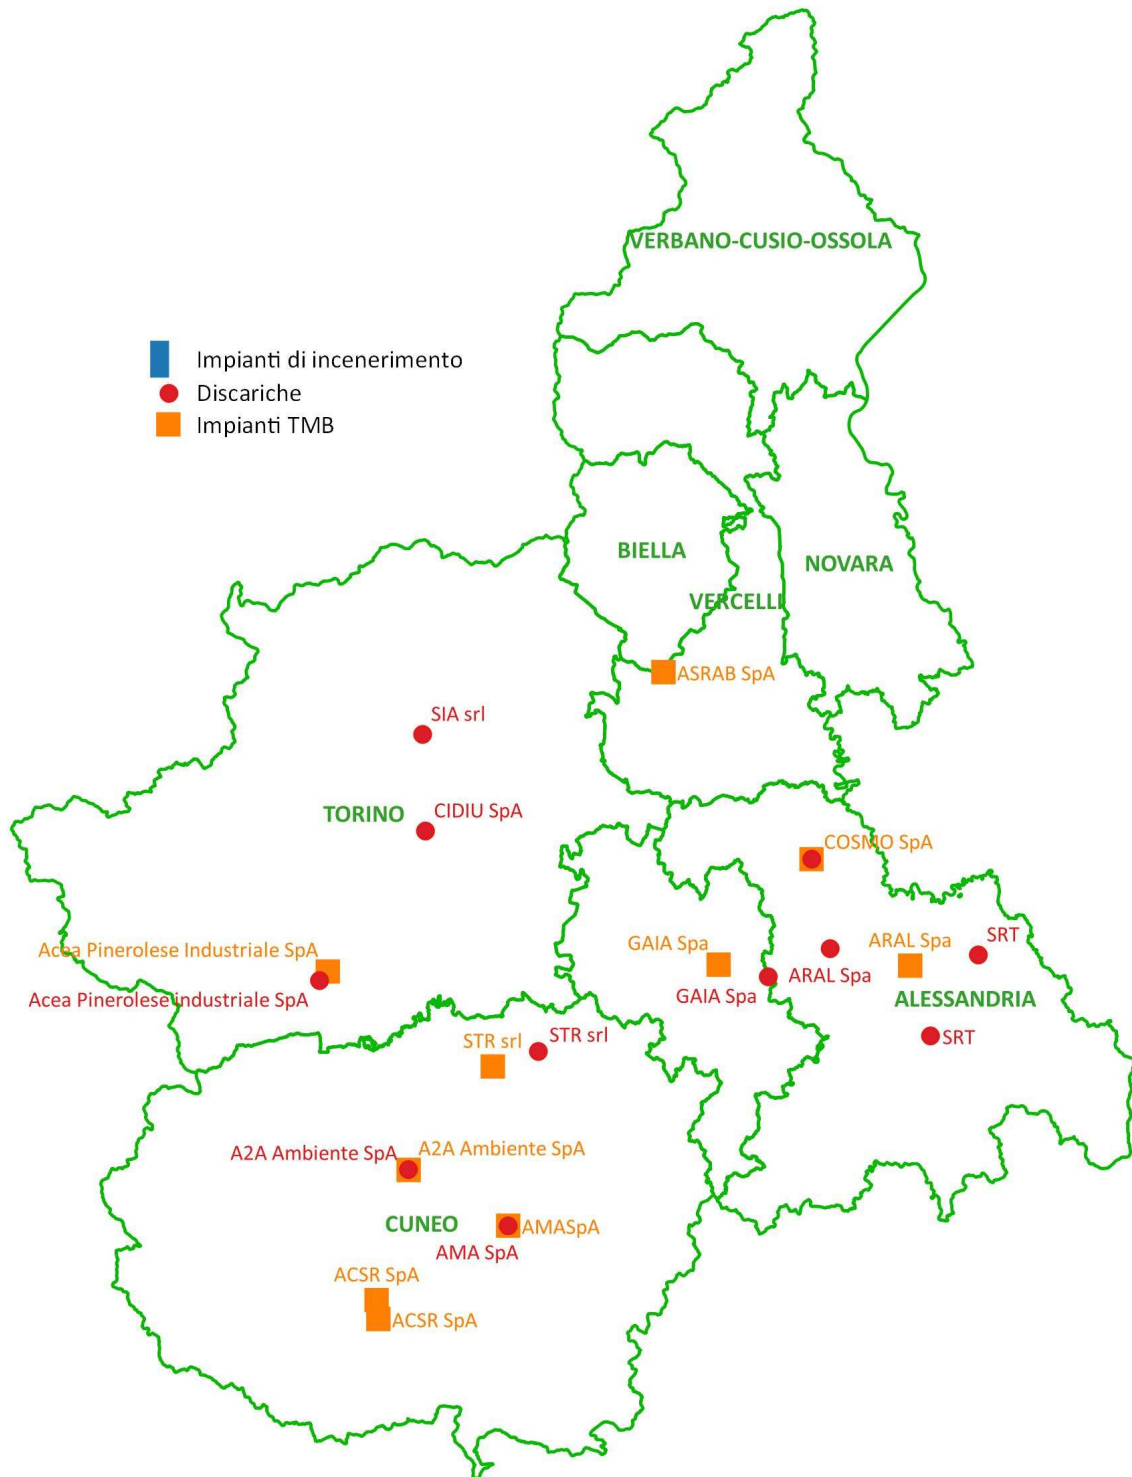 VERBANO-CUSIO-OSSOLA
Impianti di incenerimento
Discariche
Impianti TMB
BIELLA
NOVARA
VERCELLI
ASRAB SpA
SIA srl
TORINO
CIDIU SpA
COSMO SpA
Acea Pinerolese Industriale SpA
Acea Pinerolese industriale SpA
GAIA Spa
GAIA Spa
ARAL Spa
ARAL Spa
SRT
ALESSANDRIA
SRT
STR srl
STR srl
A2A Ambiente SpA
A2A Ambiente SpA
CUNEO
AMASpA
AMA SpA
ACSR SpA
ACSR SpA